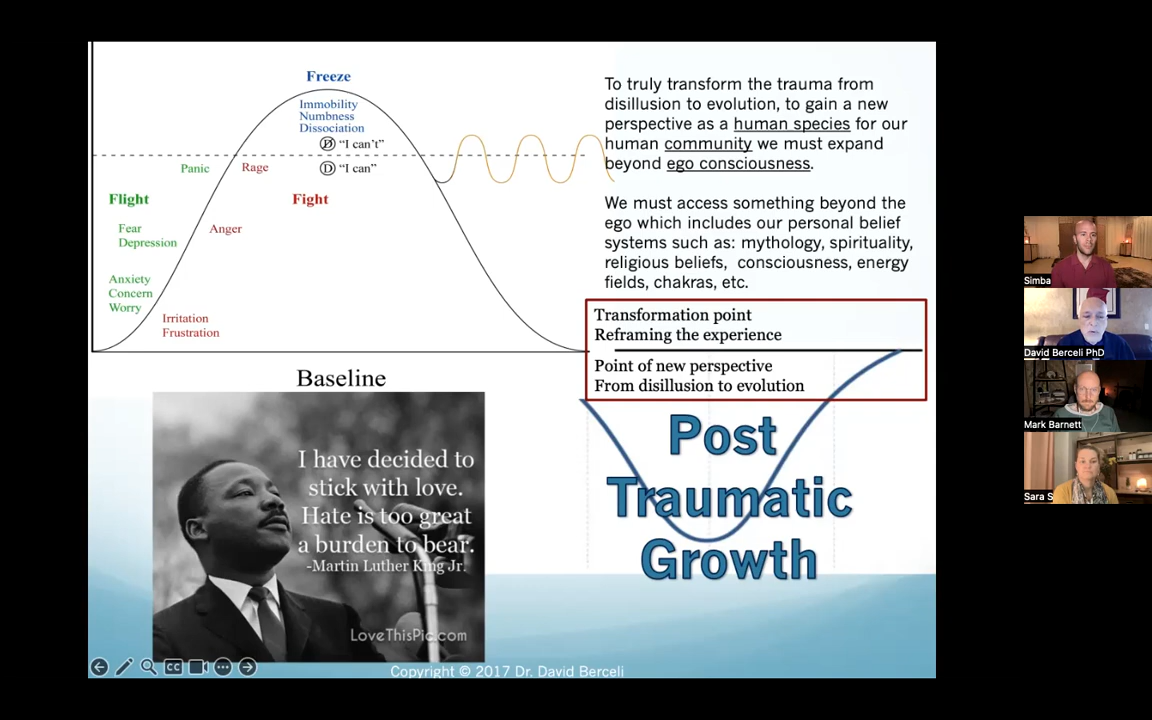 Freeze
Immobility
Numbness
Dissociation
D "I can't"
Panic
Rage
D "I can"
Flight
Fight
Fear
Depression
Anger
Anxiety
Concern
Worry
Irritation
Frustration
Baseline
To truly transform the trauma from
disillusion to evolution, to gain a new
perspective as a human species for our
human community we must expand
beyond ego consciousness.
We must access something beyond the
ego which includes our personal belief
systems such as: mythology, spirituality,
religious beliefs, consciousness, energy
fields, chakras, etc.
Transformation point
Reframing the experience
Point of new perspective
From disillusion to evolution
Post
Traumatic
Growth
I have decided to
stick with love.
Hate is too great
a burden to bear.
-Martin Luther King Jr.
LoveThisPic.com
CC
Copyright © 2017 Dr. David Berceli
Simba
David Berceli PhD
Mark Barnett
Sara S